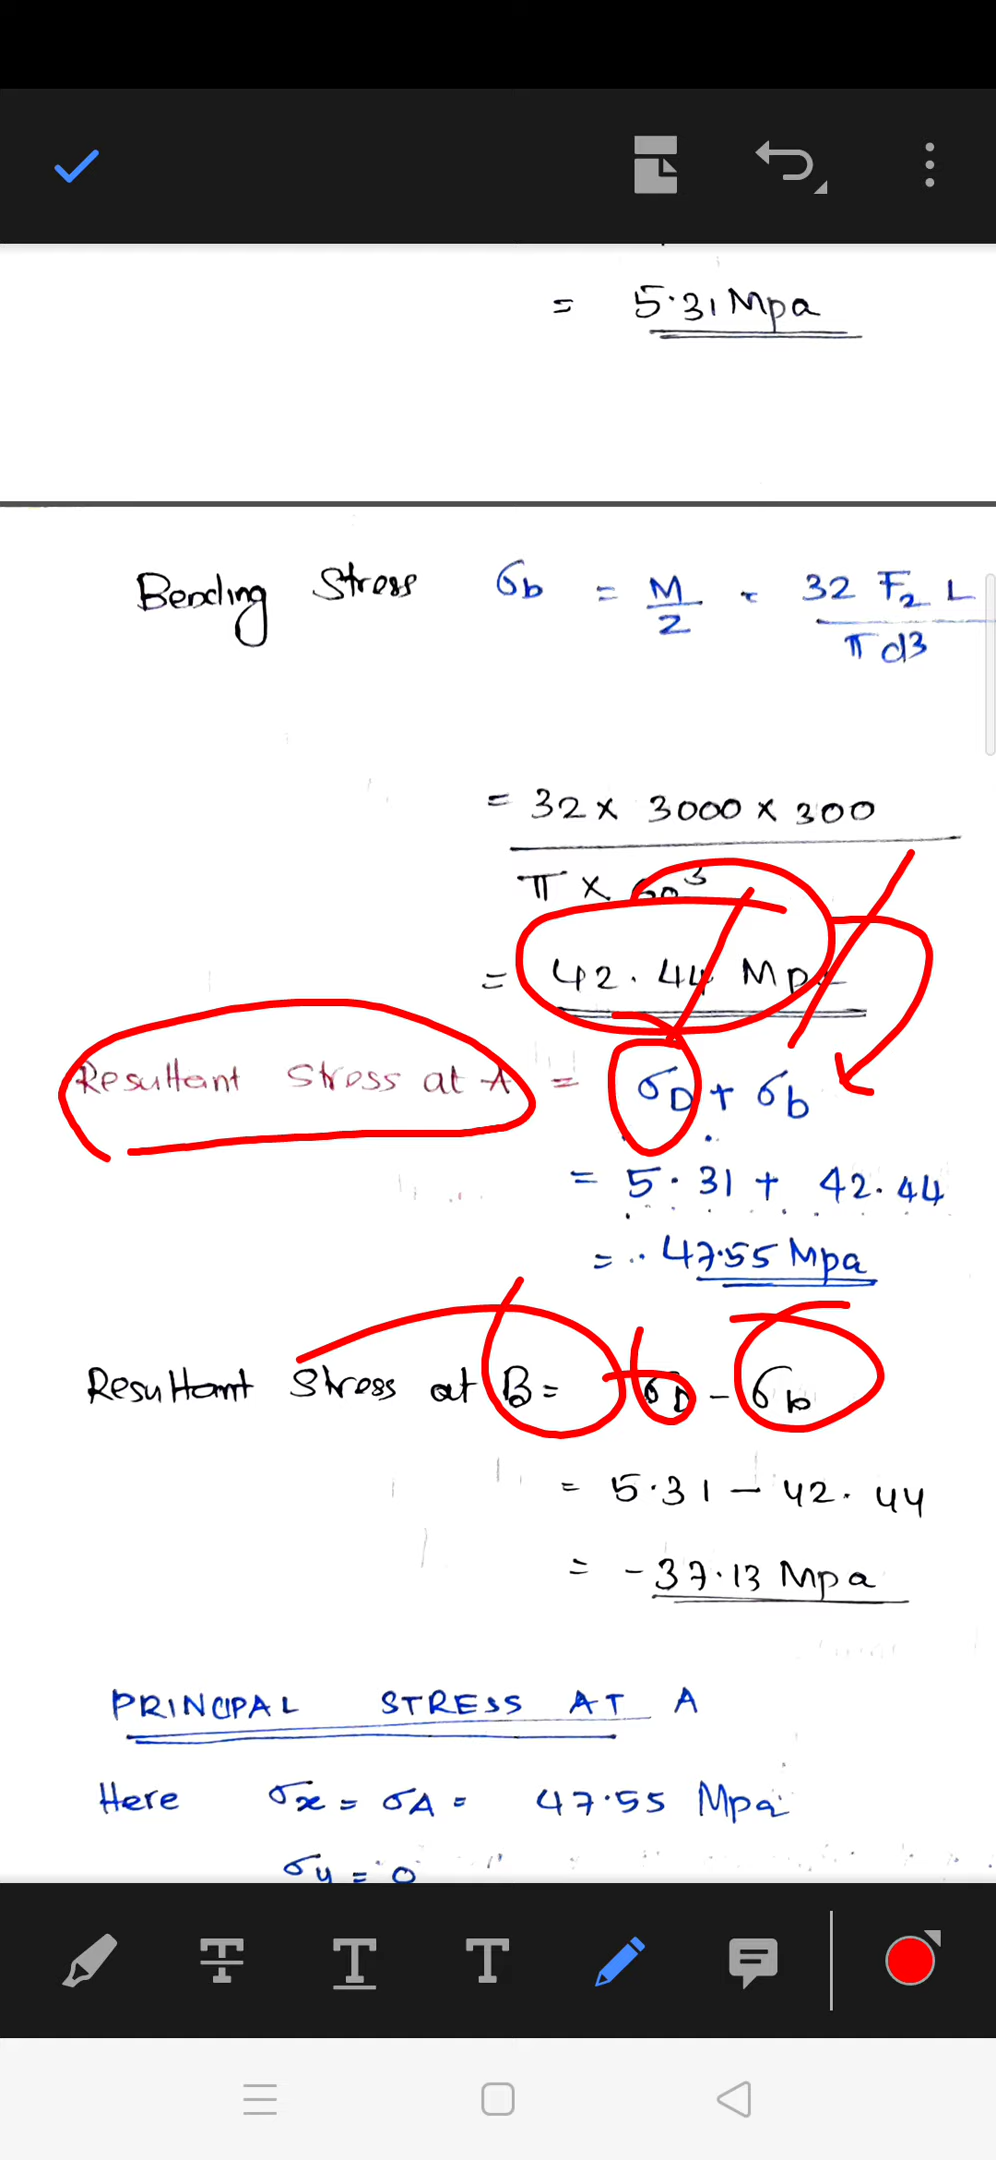 = 5.31 Mpa
Bending Stress σb = M/Z = 32 F2 L / πd3
= 32 x 3000 x 300
π x 60³
= 42.44 Mpa
Resultant Stress at A = σD + σb
= 5.31 + 42.44
= 47.55 Mpa
Resultant Stress at B = σD - σb
= 5.31 - 42.44
= -37.13 Mpa
PRINCIPAL STRESS AT A
Here σx = σA = 47.55 Mpa
σy = 0